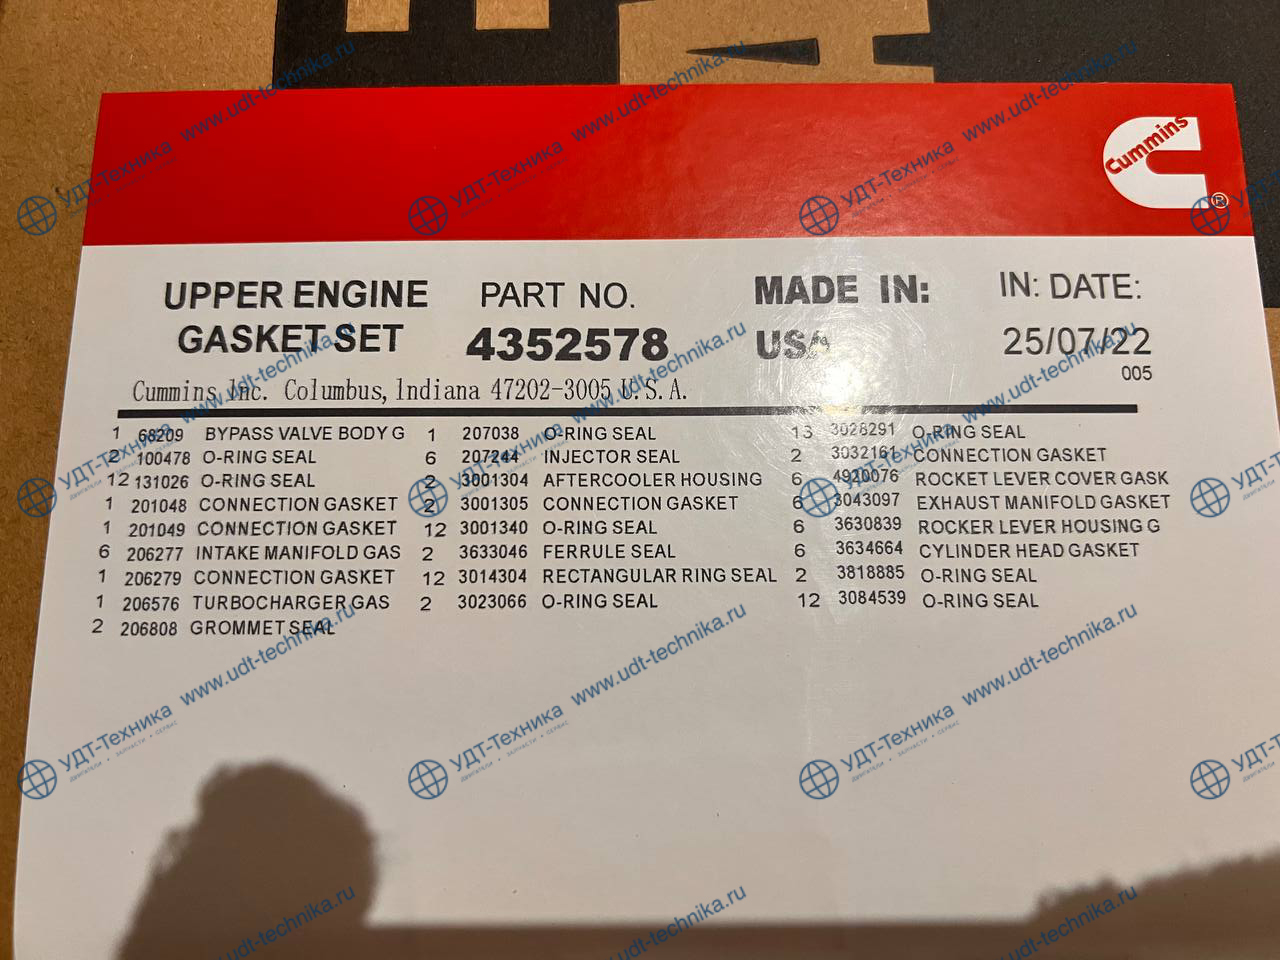 Cummins
®
UPPER ENGINE
GASKET SET
PART NO.
4352578
MADE IN:
USA
IN: DATE:
25/07/22
005
Cummins Inc. Columbus, Indiana 47202-3005 U.S.A.
1 68209 BYPASS VALVE BODY G
2 100478 O-RING SEAL
12 131026 O-RING SEAL
1 201048 CONNECTION GASKET
1 201049 CONNECTION GASKET
6 206277 INTAKE MANIFOLD GAS
1 206279 CONNECTION GASKET
1 206576 TURBOCHARGER GAS
2 206808 GROMMET SEAL
1 207038 O-RING SEAL
6 207244 INJECTOR SEAL
2 3001304 AFTERCOOLER HOUSING
2 3001305 CONNECTION GASKET
12 3001340 O-RING SEAL
2 3633046 FERRULE SEAL
12 3014304 RECTANGULAR RING SEAL
2 3023066 O-RING SEAL
13 3028291 O-RING SEAL
2 3032161 CONNECTION GASKET
6 4920076 ROCKET LEVER COVER GASK
6 3043097 EXHAUST MANIFOLD GASKET
6 3630839 ROCKER LEVER HOUSING G
6 3634664 CYLINDER HEAD GASKET
2 3818885 O-RING SEAL
12 3084539 O-RING SEAL
УДТ-Техника www.udt-technika.ru